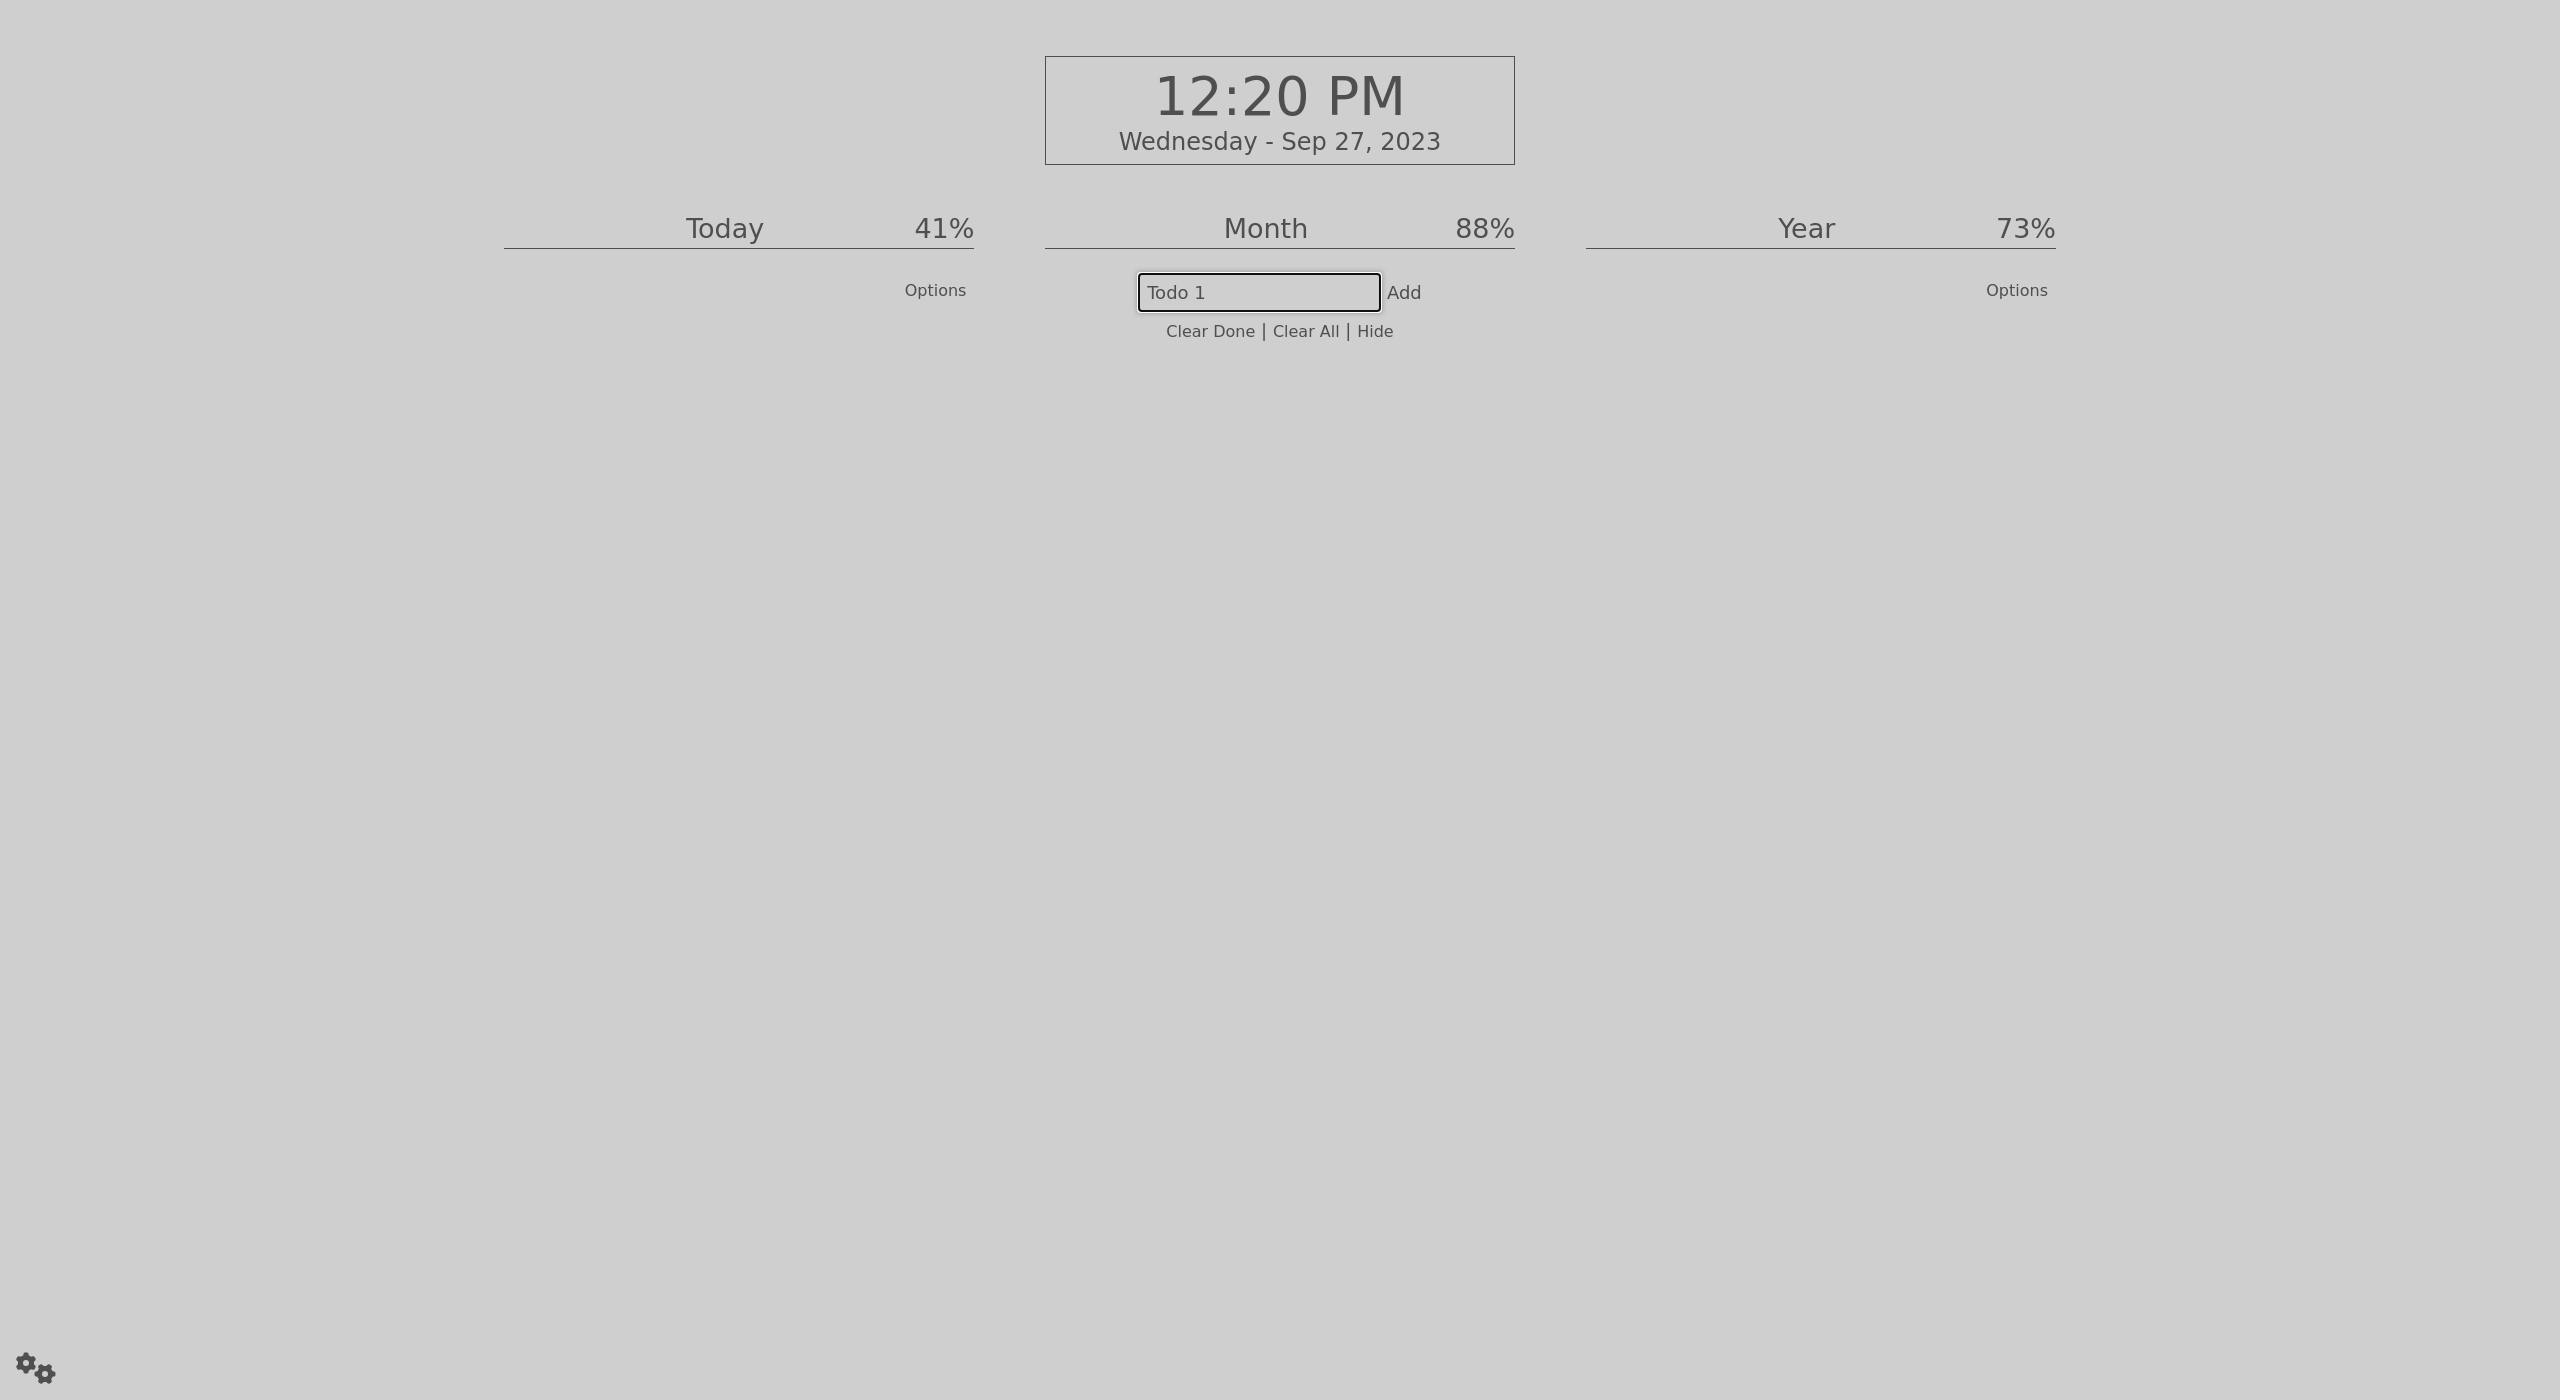 12:20 PM
Wednesday - Sep 27, 2023
Today 41%
Month 88%
Year 73%
Options
Todo 1 Add
Options
Clear Done | Clear All | Hide